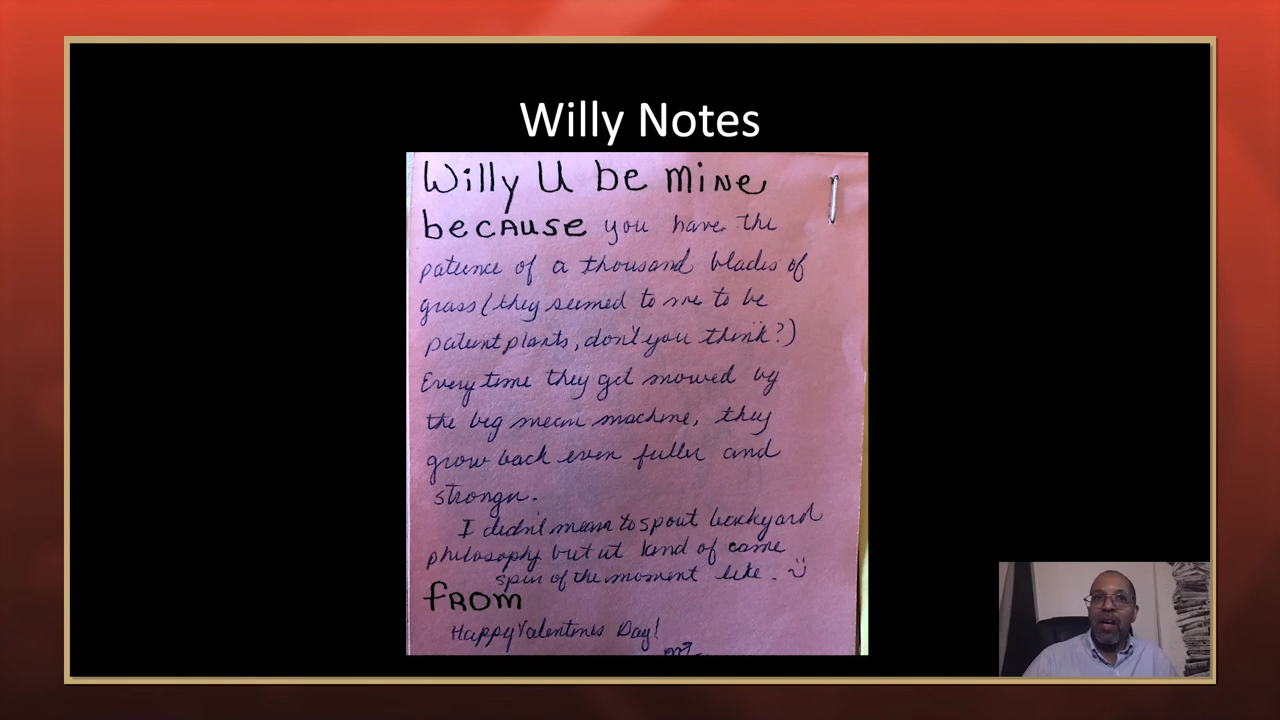 Willy Notes
Willy U be mine
because you have the
patience of a thousand blades of
grass (they seemed to me to be
patient plants, don't you think?)
Every time they get mowed by
the big mean machine, they
grow back even fuller and
stronger.
I didn't mean to spout backyard
philosophy but it kind of came
spur of the moment like.
FROM
Happy Valentines Day!